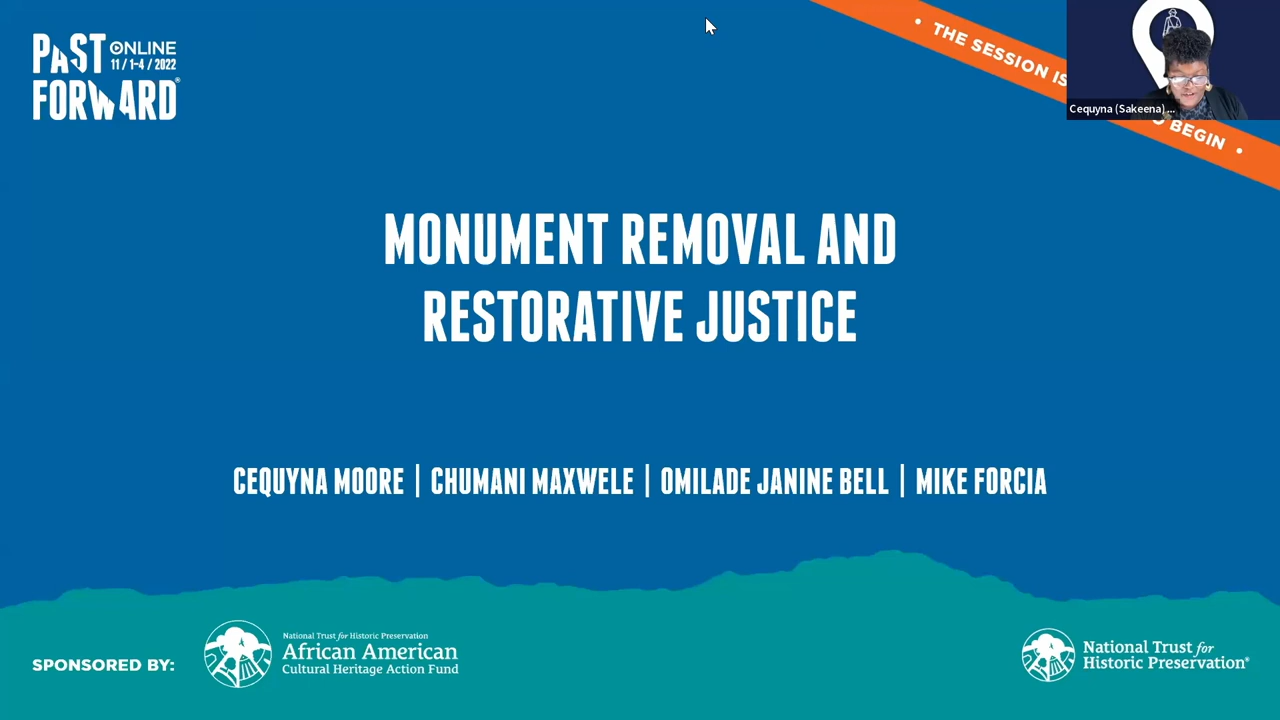 PAST ONLINE
11 / 1-4 / 2022
FORWARD®
• THE SESSION IS
BEGIN •
Cequyna (Sakeena) ...
MONUMENT REMOVAL AND
RESTORATIVE JUSTICE
CEQUYNA MOORE | CHUMANI MAXWELE | OMILADE JANINE BELL | MIKE FORCIA
SPONSORED BY:
National Trust for Historic Preservation
African American
Cultural Heritage Action Fund
National Trust for
Historic Preservation®